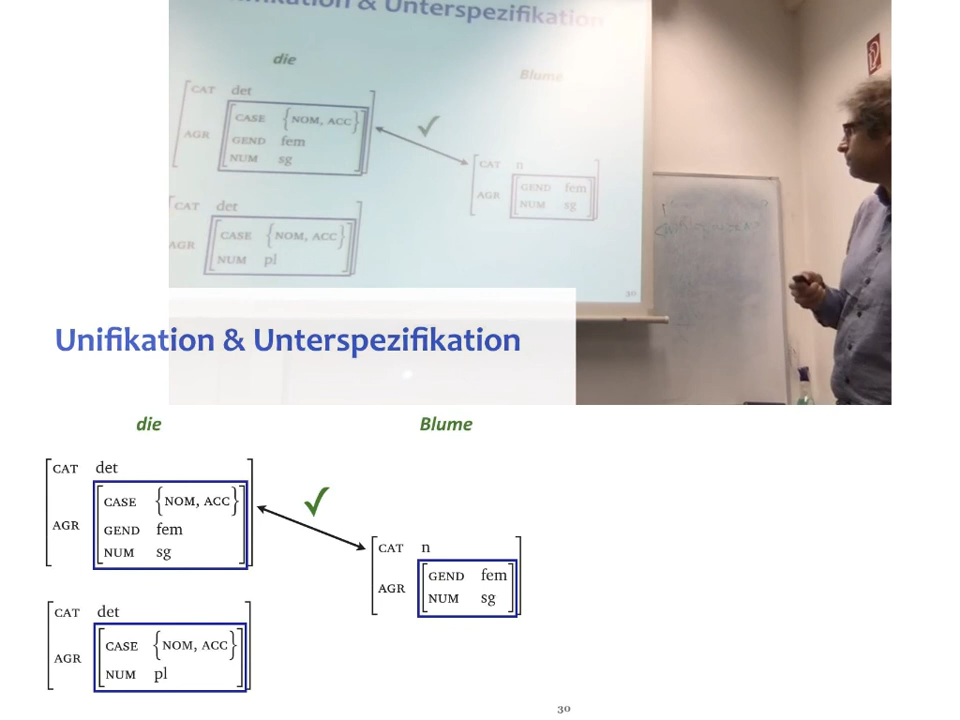 Unifikation & Unterspezifikation
die
Blume
CAT det
CASE {NOM, ACC}
AGR
GEND fem
NUM sg
CAT n
GEND fem
AGR
NUM sg
CAT det
CASE {NOM, ACC}
AGR
NUM pl
30
Unifikation & Unterspezifikation
die
Blume
CAT det
CASE {NOM, ACC}
AGR
GEND fem
NUM sg
CAT n
GEND fem
AGR
NUM sg
CAT det
CASE {NOM, ACC}
AGR
NUM pl
30